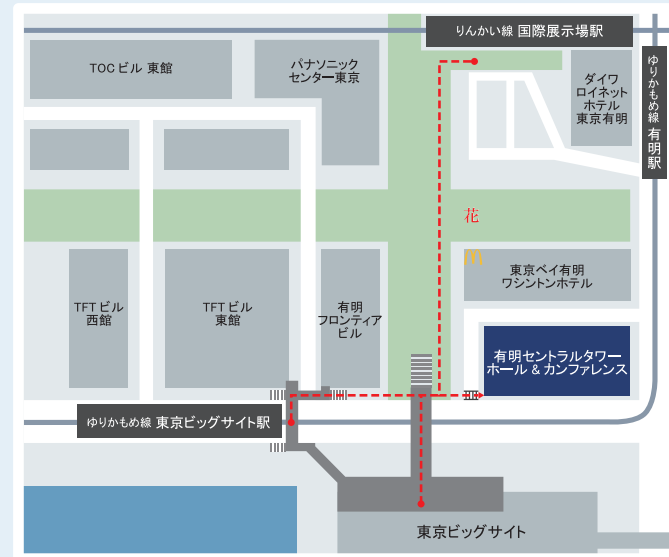 りんかい線 国際展示場駅
TOCビル 東館
パナソニック
センター東京
ダイワ
ロイネット
ホテル
東京有明
ゆりかもめ線 有明駅
花
m
東京ベイ有明
ワシントンホテル
TFTビル
西館
TFTビル
東館
有明
フロンティア
ビル
有明セントラルタワー
ホール & カンファレンス
ゆりかもめ線 東京ビッグサイト駅
東京ビッグサイト